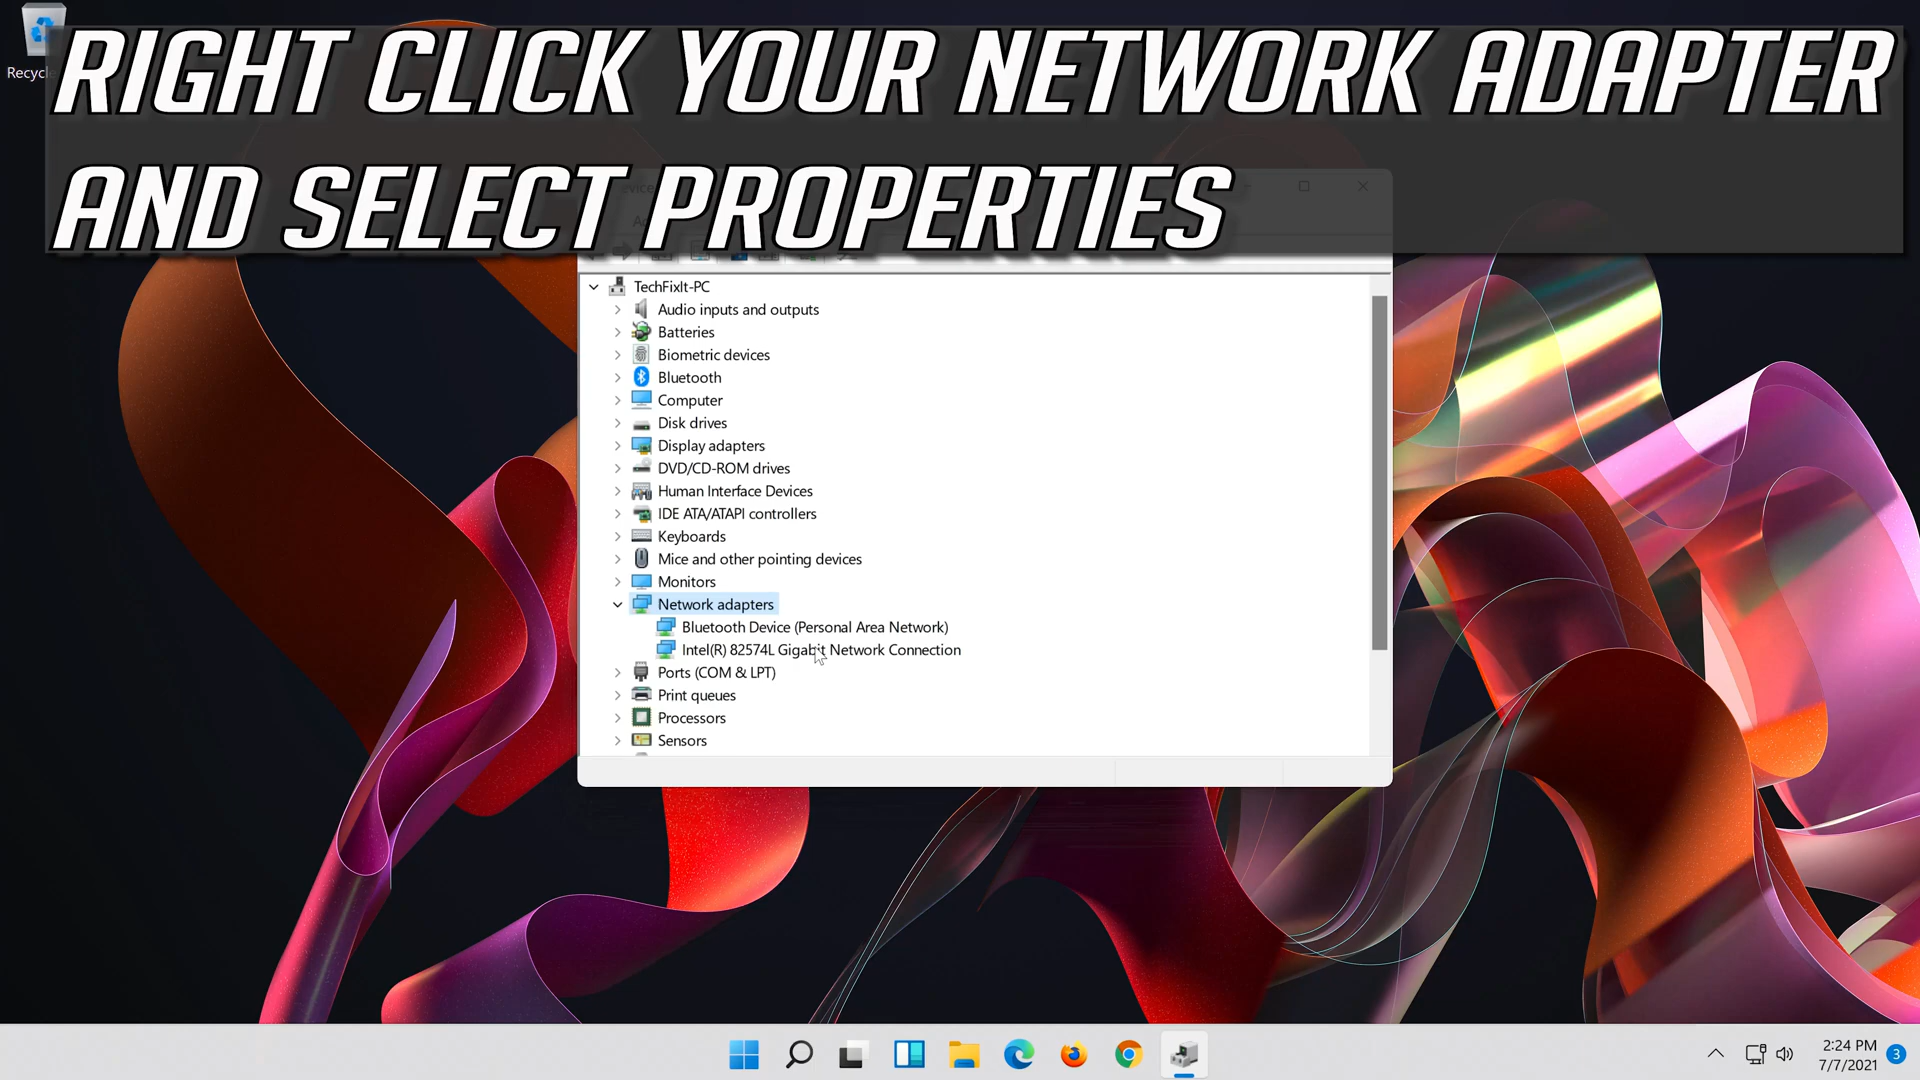 RIGHT CLICK YOUR NETWORK ADAPTER
AND SELECT PROPERTIES
TechFixIt-PC
Audio inputs and outputs
Batteries
Biometric devices
Bluetooth
Computer
Disk drives
Display adapters
DVD/CD-ROM drives
Human Interface Devices
IDE ATA/ATAPI controllers
Keyboards
Mice and other pointing devices
Monitors
Network adapters
Bluetooth Device (Personal Area Network)
Intel(R) 82574L Gigabit Network Connection
Ports (COM & LPT)
Print queues
Processors
Sensors
2:24 PM
7/7/2021
3